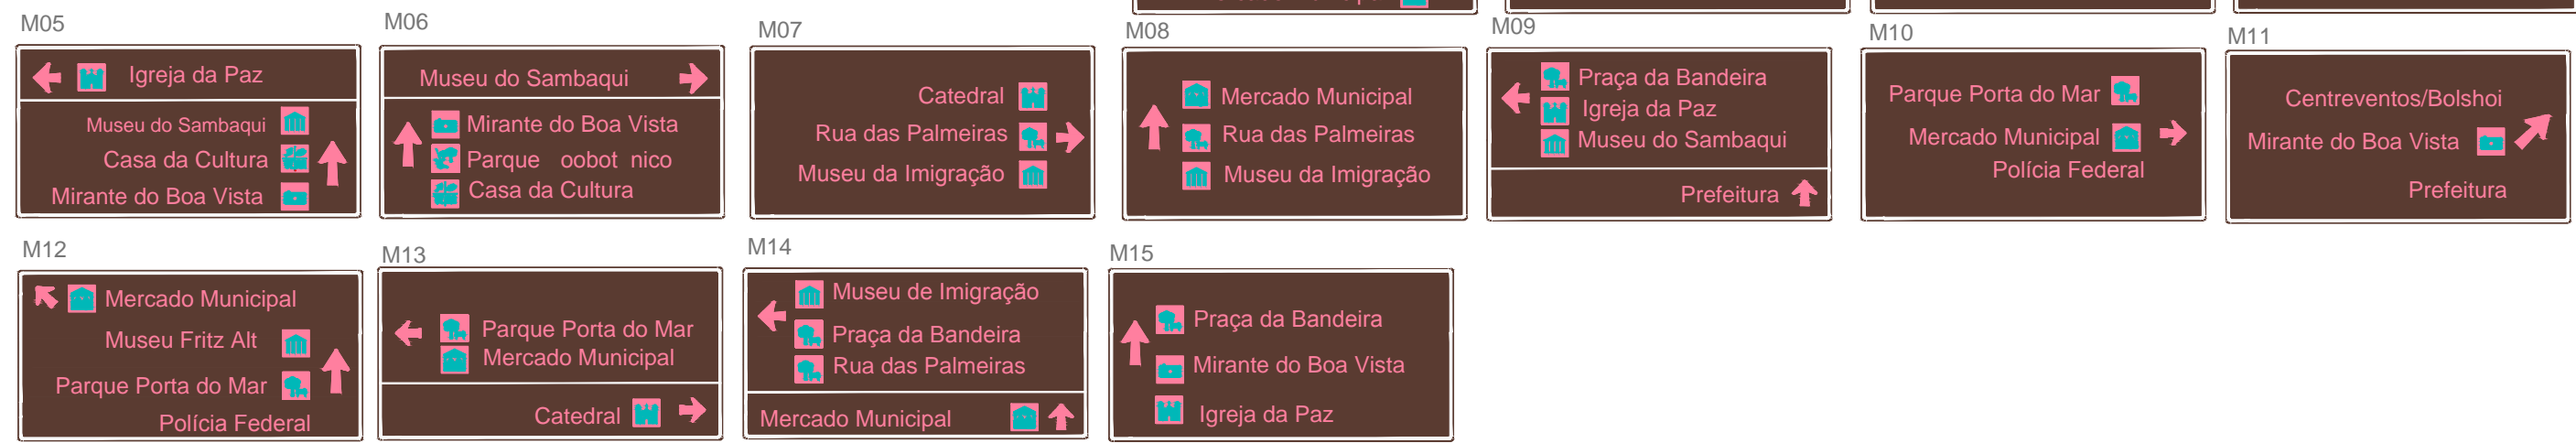 M05
Igreja da Paz
Museu do Sambaqui
Casa da Cultura
Mirante do Boa Vista
M06
Museu do Sambaqui
Mirante do Boa Vista
Parque oobot nico
Casa da Cultura
M07
Catedral
Rua das Palmeiras
Museu da Imigração
M08
Mercado Municipal
Rua das Palmeiras
Museu da Imigração
M09
Praça da Bandeira
Igreja da Paz
Museu do Sambaqui
Prefeitura
M10
Parque Porta do Mar
Mercado Municipal
Polícia Federal
M11
Centreventos/Bolshoi
Mirante do Boa Vista
Prefeitura
M12
Mercado Municipal
Museu Fritz Alt
Parque Porta do Mar
Polícia Federal
M13
Parque Porta do Mar
Mercado Municipal
Catedral
M14
Museu de Imigração
Praça da Bandeira
Rua das Palmeiras
Mercado Municipal
M15
Praça da Bandeira
Mirante do Boa Vista
Igreja da Paz